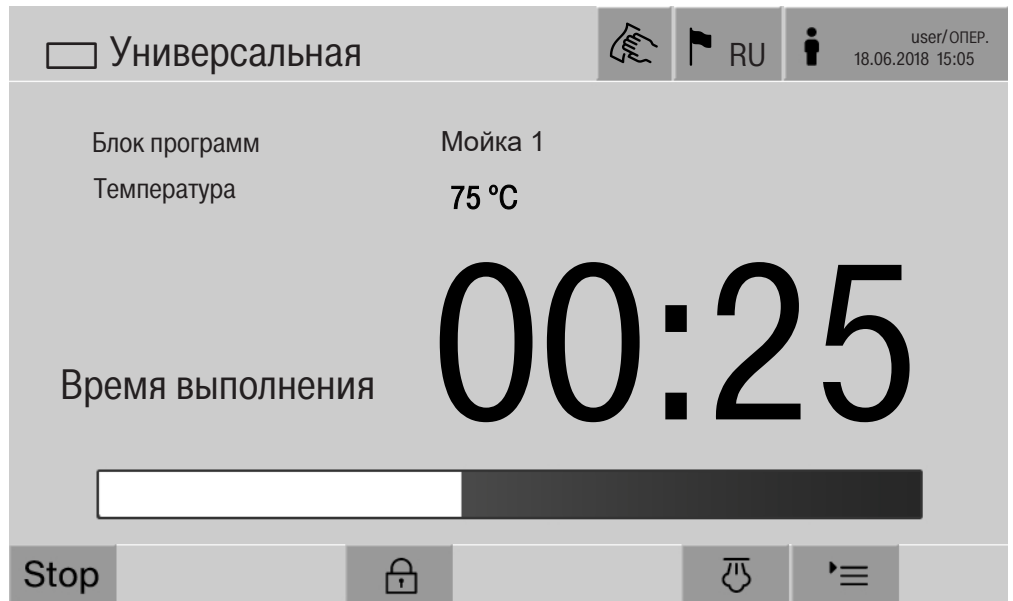 Универсальная
RU
user/ОПЕР.
18.06.2018 15:05
Блок программ Мойка 1
Температура 75 °C
Время выполнения 00:25
Stop